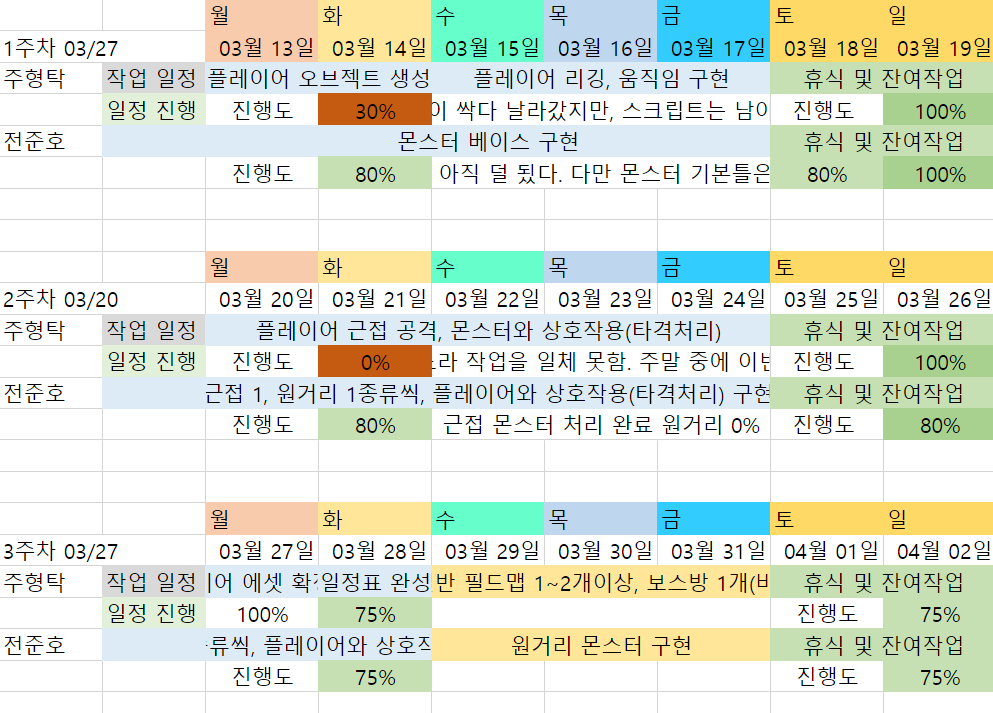 월 화 수 목 금 토 일
1주차 03/27 03월 13일 03월 14일 03월 15일 03월 16일 03월 17일 03월 18일 03월 19일
주형탁 작업 일정 플레이어 오브젝트 생성 플레이어 리깅, 움직임 구현 휴식 및 잔여작업
일정 진행 진행도 30% 이 싹다 날라갔지만, 스크립트는 남아 진행도 100%
전준호 몬스터 베이스 구현 휴식 및 잔여작업
진행도 80% 아직 덜 됬다. 다만 몬스터 기본틀은 80% 100%
월 화 수 목 금 토 일
2주차 03/20 03월 20일 03월 21일 03월 22일 03월 23일 03월 24일 03월 25일 03월 26일
주형탁 작업 일정 플레이어 근접 공격, 몬스터와 상호작용(타격처리) 휴식 및 잔여작업
일정 진행 진행도 0% 작업을 일체 못함. 주말 중에 진행도 100%
전준호 근접 1, 원거리 1종류씩, 플레이어와 상호작용(타격처리) 구현 휴식 및 잔여작업
진행도 80% 근접 몬스터 처리 완료 원거리 0% 진행도 80%
월 화 수 목 금 토 일
3주차 03/27 03월 27일 03월 28일 03월 29일 03월 30일 03월 31일 04월 01일 04월 02일
주형탁 작업 일정 에셋 일정표 완성 반 필드맵 1~2개이상, 보스방 1개 휴식 및 잔여작업
일정 진행 100% 75% 진행도 75%
전준호 류씩, 플레이어와 원거리 몬스터 구현 휴식 및 잔여작업
진행도 75% 진행도 75%